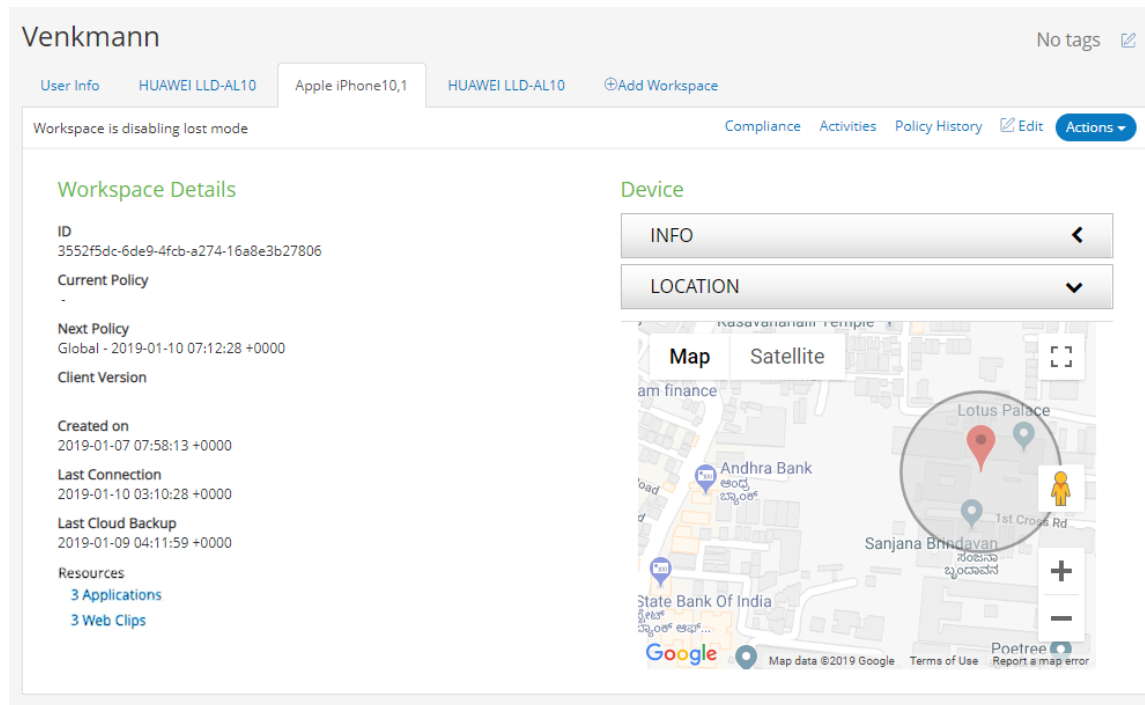 Venkmann
No tags
User Info HUAWEI LLD-AL10 Apple iPhone10,1 HUAWEI LLD-AL10 Add Workspace
Workspace is disabling lost mode
Compliance Activities Policy History Edit Actions
Workspace Details
ID
3552f5dc-6de9-4fcb-a274-16a8e3b27806
Current Policy
-
Next Policy
Global - 2019-01-10 07:12:28 +0000
Client Version
Created on
2019-01-07 07:58:13 +0000
Last Connection
2019-01-10 03:10:28 +0000
Last Cloud Backup
2019-01-09 04:11:59 +0000
Resources
3 Applications
3 Web Clips
Device
INFO
LOCATION
Kasavanahalli Temple
Map Satellite
am finance
Lotus Palace
Andhra Bank
ಆಂಧ್ರ
ಬ್ಯಾಂಕ್
oad
1st Cross Rd
Sanjana Brindavan
ಸಂಜನಾ
ಬೃಂದಾವನ
State Bank Of India
ಸ್ಟೇಟ್
ಬ್ಯಾಂಕ್ ಆಫ್...
Poetree
Google
Map data ©2019 Google Terms of Use Report a map error